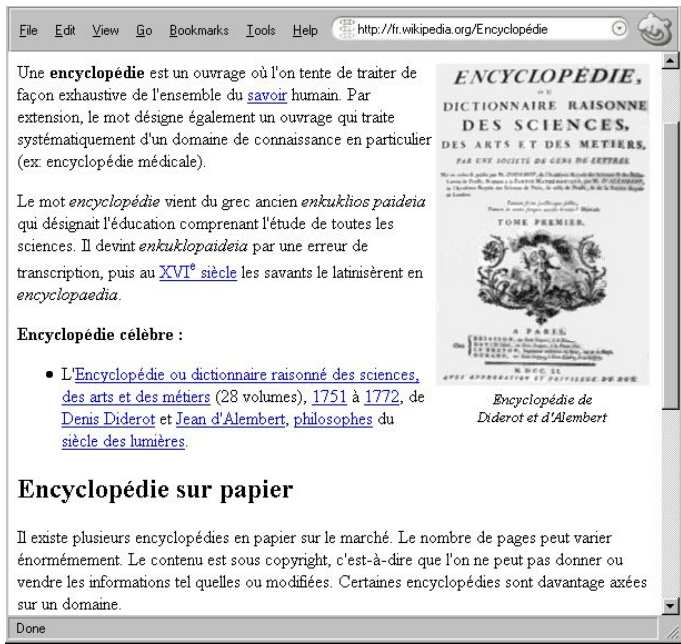 File Edit View Go Bookmarks Tools Help http://fr.wikipedia.org/Encyclopédie
Une encyclopédie est un ouvrage où l'on tente de traiter de
façon exhaustive de l'ensemble du savoir humain. Par
extension, le mot désigne également un ouvrage qui traite
systématiquement d'un domaine de connaissance en particulier
(ex: encyclopédie médicale).
Le mot encyclopédie vient du grec ancien enkuklios paideia
qui désignait l'éducation comprenant l'étude de toutes les
sciences. Il devint enkuklopaideia par une erreur de
transcription, puis au XVIe siècle les savants le latinisèrent en
encyclopaedia.
Encyclopédie célèbre :
• L'Encyclopédie ou dictionnaire raisonné des sciences,
des arts et des métiers (28 volumes), 1751 à 1772, de
Denis Diderot et Jean d'Alembert, philosophes du
siècle des lumières.
ENCYCLOPÉDIE,
OU
DICTIONNAIRE RAISONNÉ
DES SCIENCES,
DES ARTS ET DES MÉTIERS,
PAR UNE SOCIÉTÉ DE GENS DE LETTRES.
TOME PREMIER.
A PARIS,
Encyclopédie de
Diderot et d'Alembert
Encyclopédie sur papier
Il existe plusieurs encyclopédies en papier sur le marché. Le nombre de pages peut varier
énormémement. Le contenu est sous copyright, c'est-à-dire que l'on ne peut pas donner ou
vendre les informations tel quelles ou modifiées. Certaines encyclopédies sont davantage axées
sur un domaine.
Done